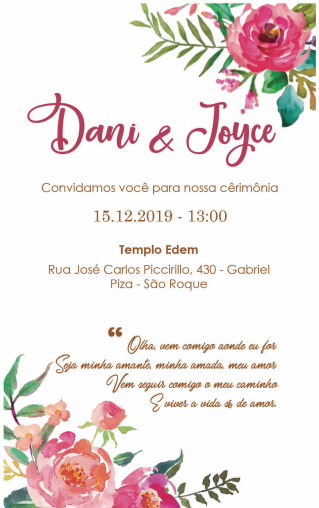 Dani & Joyce
Convidamos você para nossa cêrimônia
15.12.2019 - 13:00
Templo Edem
Rua José Carlos Piccirillo, 430 - Gabriel
Piza - São Roque
“ Olha, vem comigo aonde eu for
Seja minha amante, minha amada, meu amor
Vem seguir comigo o meu caminho
E viver a vida só de amor.